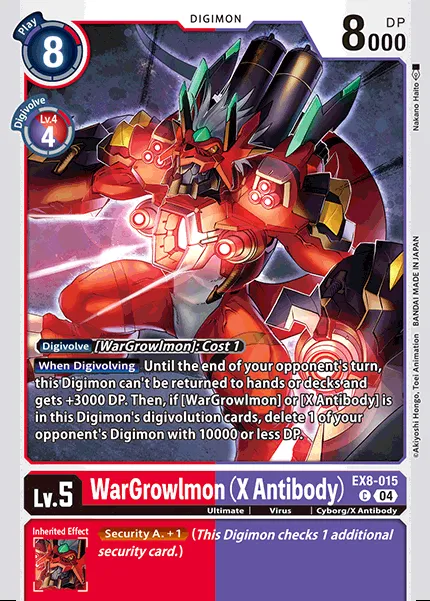 Play
8
DIGIMON
8000
DP
Digivolve
Lv.4
4
Nakano Haito
©Akiyoshi Hongo, Toei Animation BANDAI MADE IN JAPAN
Digivolve [WarGrowlmon]: Cost 1
When Digivolving Until the end of your opponent's turn,
this Digimon can't be returned to hands or decks and
gets +3000 DP. Then, if [WarGrowlmon] or [X Antibody] is
in this Digimon's digivolution cards, delete 1 of your
opponent's Digimon with 10000 or less DP.
Lv.5
WarGrowlmon (X Antibody)
EX8-015
C 04
Ultimate | Virus | Cyborg/X Antibody
Inherited Effect
Security A. +1 (This Digimon checks 1 additional
security card.)